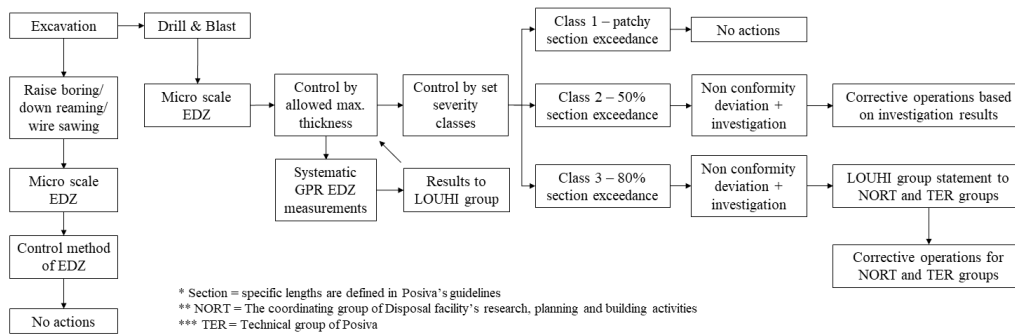 Excavation
Drill & Blast
Raise boring/
down reaming/
wire sawing
Micro scale
EDZ
Control method
of EDZ
No actions
Micro scale
EDZ
Control by
allowed max.
thickness
Systematic
GPR EDZ
measurements
Results to
LOUHI group
Control by set
severity
classes
Class 1 – patchy
section exceedance
No actions
Class 2 – 50%
section exceedance
Non conformity
deviation +
investigation
Corrective operations based
on investigation results
Class 3 – 80%
section exceedance
Non conformity
deviation +
investigation
LOUHI group statement to
NORT and TER groups
Corrective operations for
NORT and TER groups
* Section = specific lengths are defined in Posiva's guidelines
** NORT = The coordinating group of Disposal facility's research, planning and building activities
*** TER = Technical group of Posiva